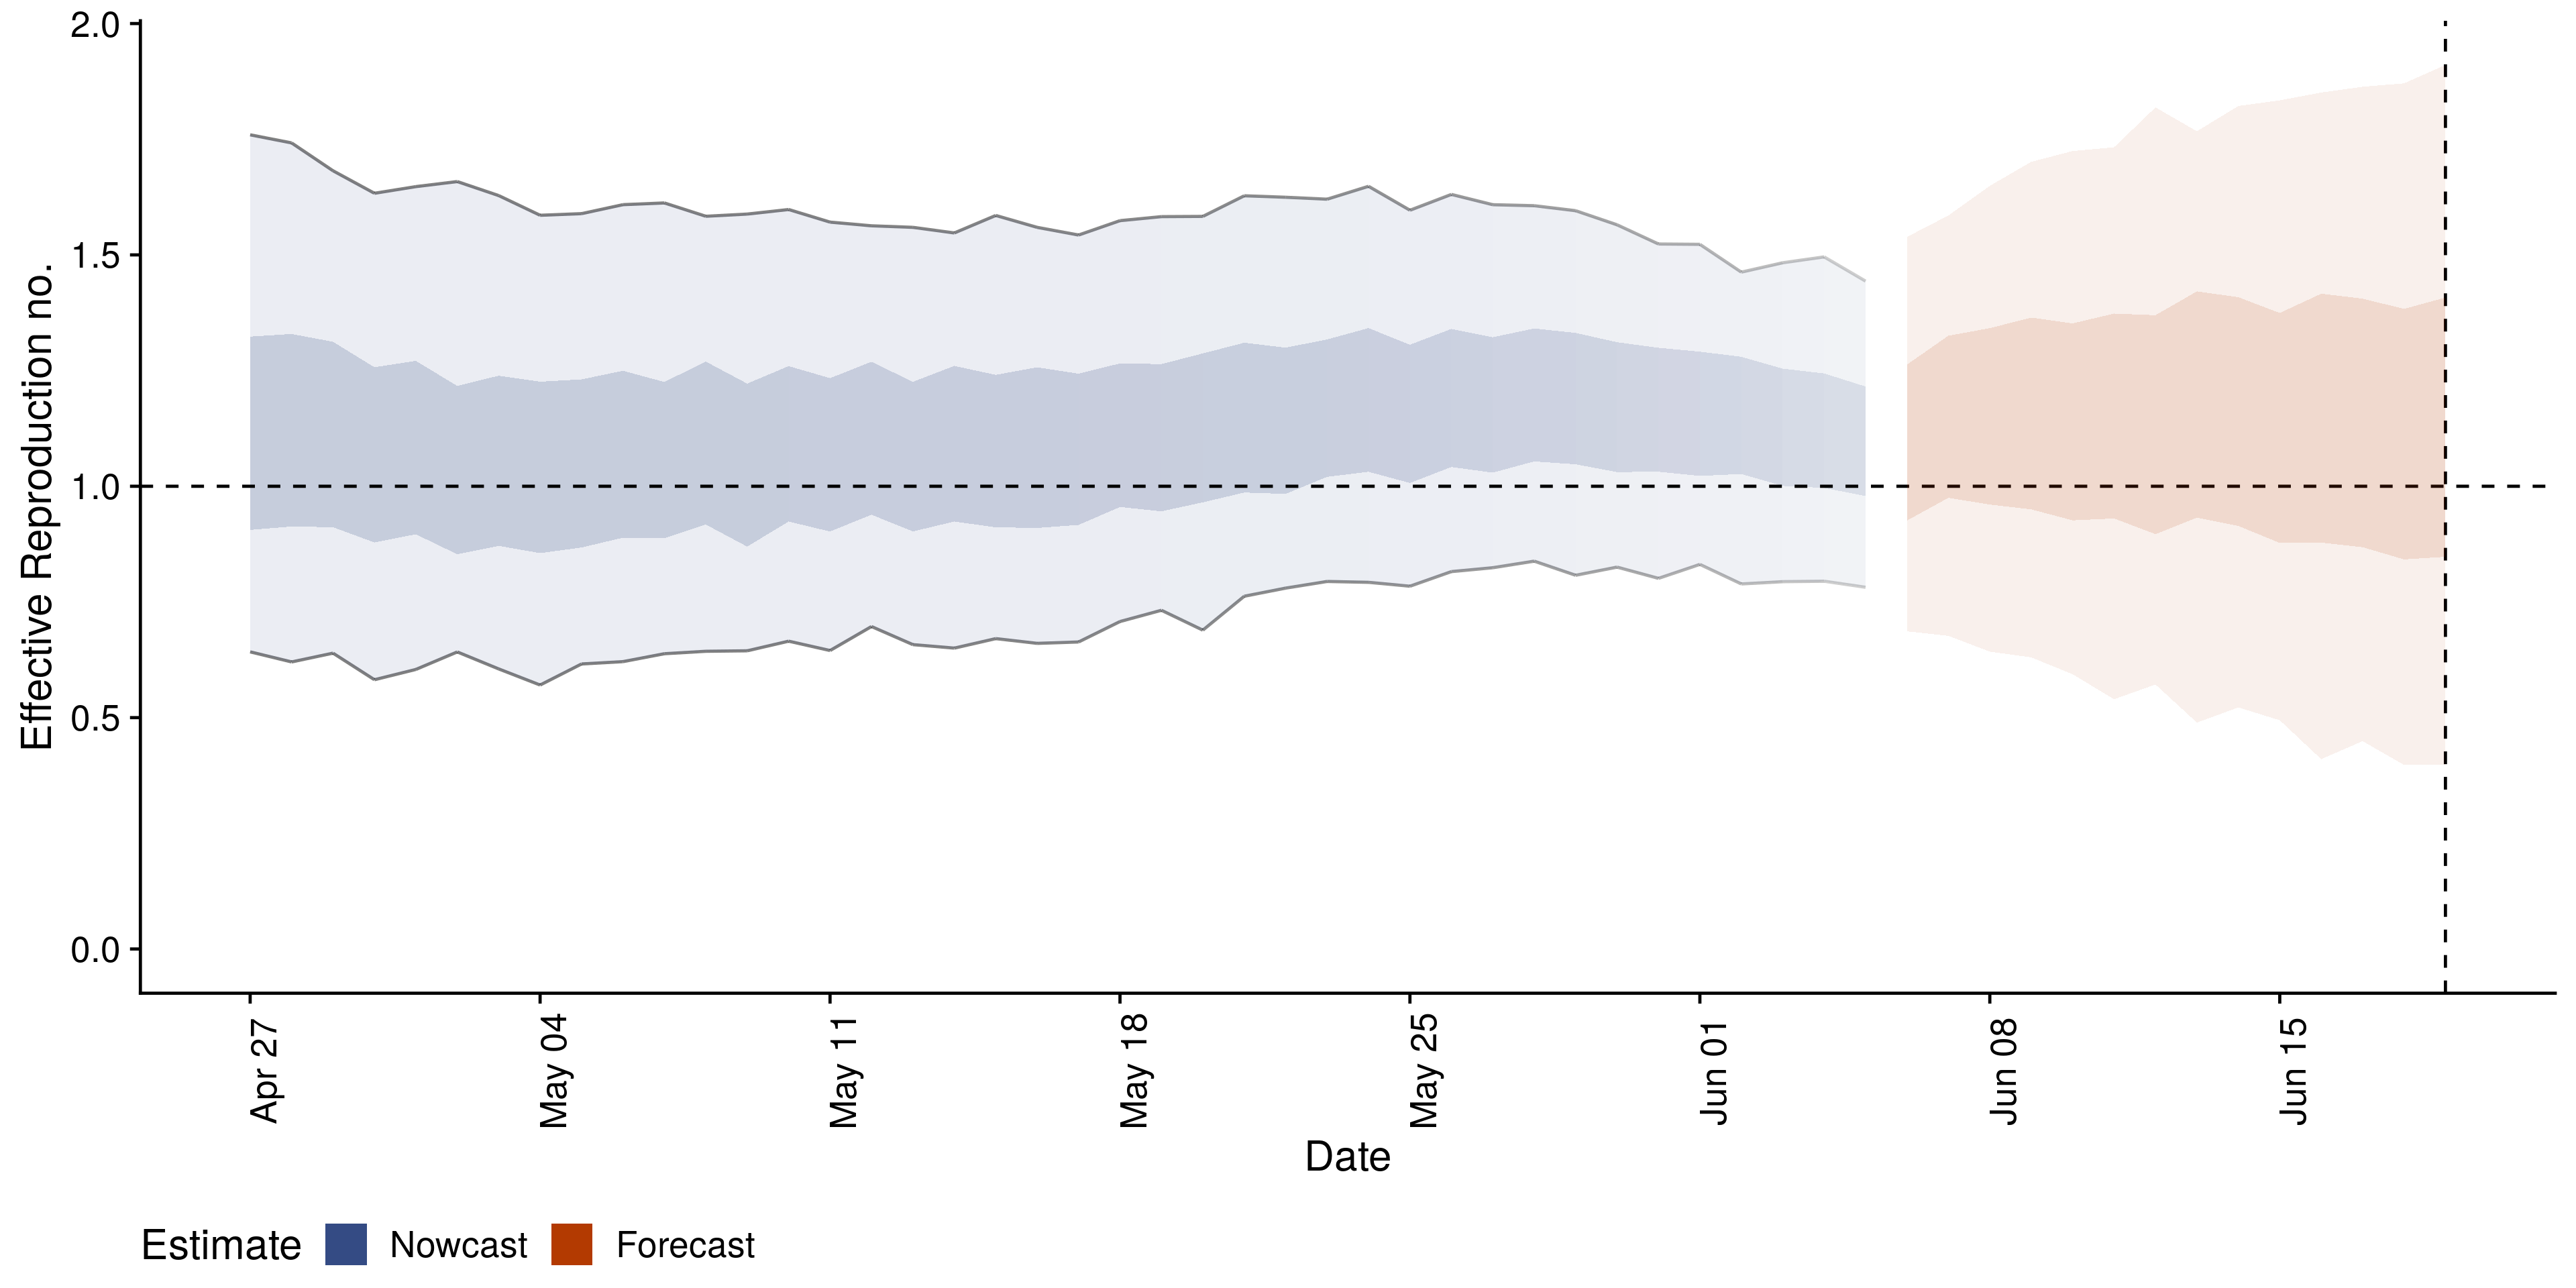 Effective Reproduction no.
2.0
1.5
1.0
0.5
0.0
Apr 27
May 04
May 11
May 18
May 25
Jun 01
Jun 08
Jun 15
Date
Estimate Nowcast Forecast